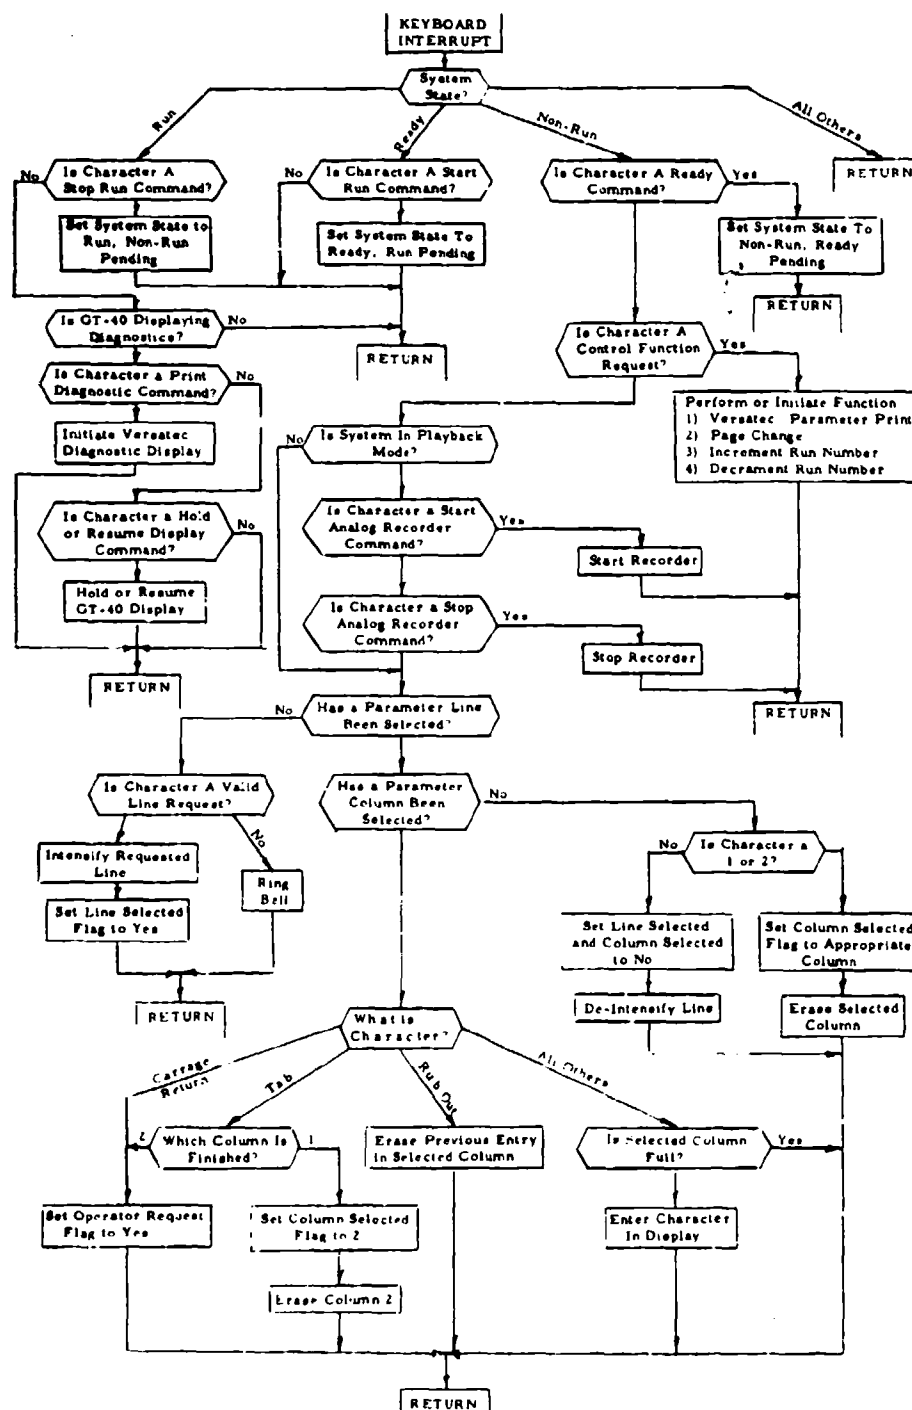 KEYBOARD
INTERRUPT
System
State?
Run
Ready
Non-Run
All Others
RETURN
No
Is Character A
Stop Run Command?
No
Is Character A Start
Run Command?
Is Character A Ready
Command?
Yes
Set System State to
Run, Non-Run
Pending
Set System State To
Ready, Run Pending
Set System State To
Non-Run, Ready
Pending
RETURN
Is GT-40 Displaying
Diagnostics?
No
RETURN
Is Character A
Control Function
Request?
Yes
Is Character a Print
Diagnostic Command?
No
Perform or Initiate Function
1) Versatec Parameter Print
2) Page Change
3) Increment Run Number
4) Decrament Run Number
Initiate Versatec
Diagnostic Display
No
Is System In Playback
Mode?
Is Character a Hold
or Resume Display
Command?
No
Is Character a Start
Analog Recorder
Command?
Yes
Start Recorder
Hold or Resume
GT-40 Display
Is Character a Stop
Analog Recorder
Command?
Yes
Stop Recorder
RETURN
RETURN
No
Has a Parameter Line
Been Selected?
Is Character A Valid
Line Request?
Has a Parameter
Column Been
Selected?
No
No
Is Character a
1 or 2?
No
Intensify Requested
Line
Ring
Bell
Set Line Selected
Flag to Yes
Set Line Selected
and Column Selected
to No
Set Column Selected
Flag to Appropriate
Column
De-Intensify Line
Erase Selected
Column
RETURN
What is
Character?
Carrage
Return
Tab
Rub Out
All Others
2
Which Column Is
Finished?
1
Erase Previous Entry
in Selected Column
Is Selected Column
Full?
Yes
Set Operator Request
Flag to Yes
Set Column Selected
Flag to 2
Enter Character
In Display
Erase Column 2
RETURN